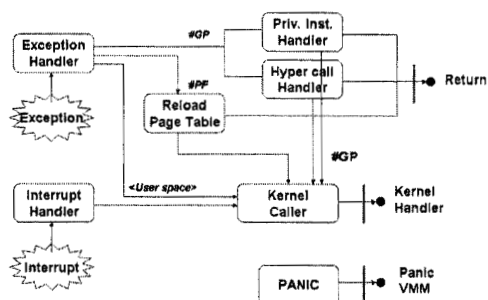 Exception
Handler
#GP
Priv. Inst.
Handler
Hyper call
Handler
Return
#PF
Reload
Page Table
Exception
#GP
<User space>
Interrupt
Handler
Kernel
Caller
Kernel
Handler
Interrupt
PANIC
Panic
VMM